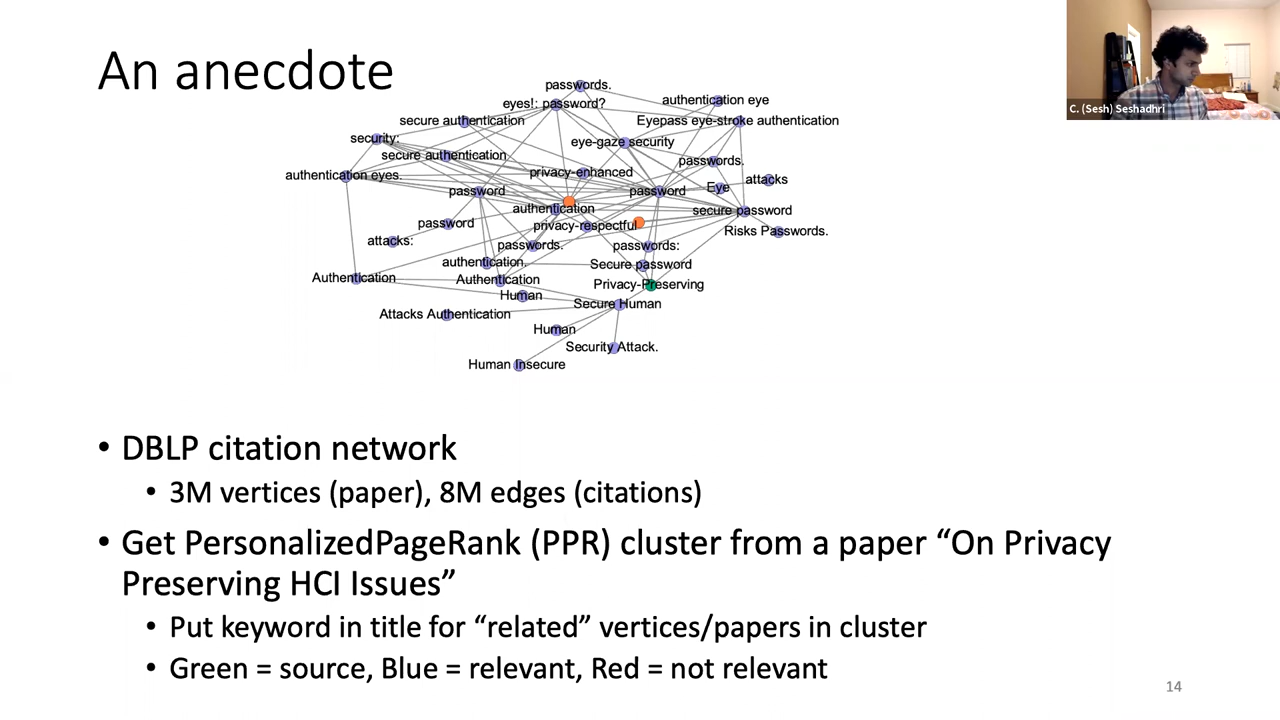 An anecdote
C. (Sesh) Seshadhri
passwords.
eyes!: password?
authentication eye
secure authentication
Eyepass eye-stroke authentication
security:
eye-gaze security
secure authentication
passwords.
authentication eyes.
privacy-enhanced
attacks
password
password
Eye
authentication
secure password
password
privacy-respectful
Risks Passwords.
attacks:
passwords.
passwords:
authentication.
Secure password
Authentication
Authentication
Privacy-Preserving
Human
Secure Human
Attacks Authentication
Human
Security Attack.
Human Insecure
• DBLP citation network
• 3M vertices (paper), 8M edges (citations)
• Get PersonalizedPageRank (PPR) cluster from a paper “On Privacy
Preserving HCI Issues”
• Put keyword in title for “related” vertices/papers in cluster
• Green = source, Blue = relevant, Red = not relevant
14